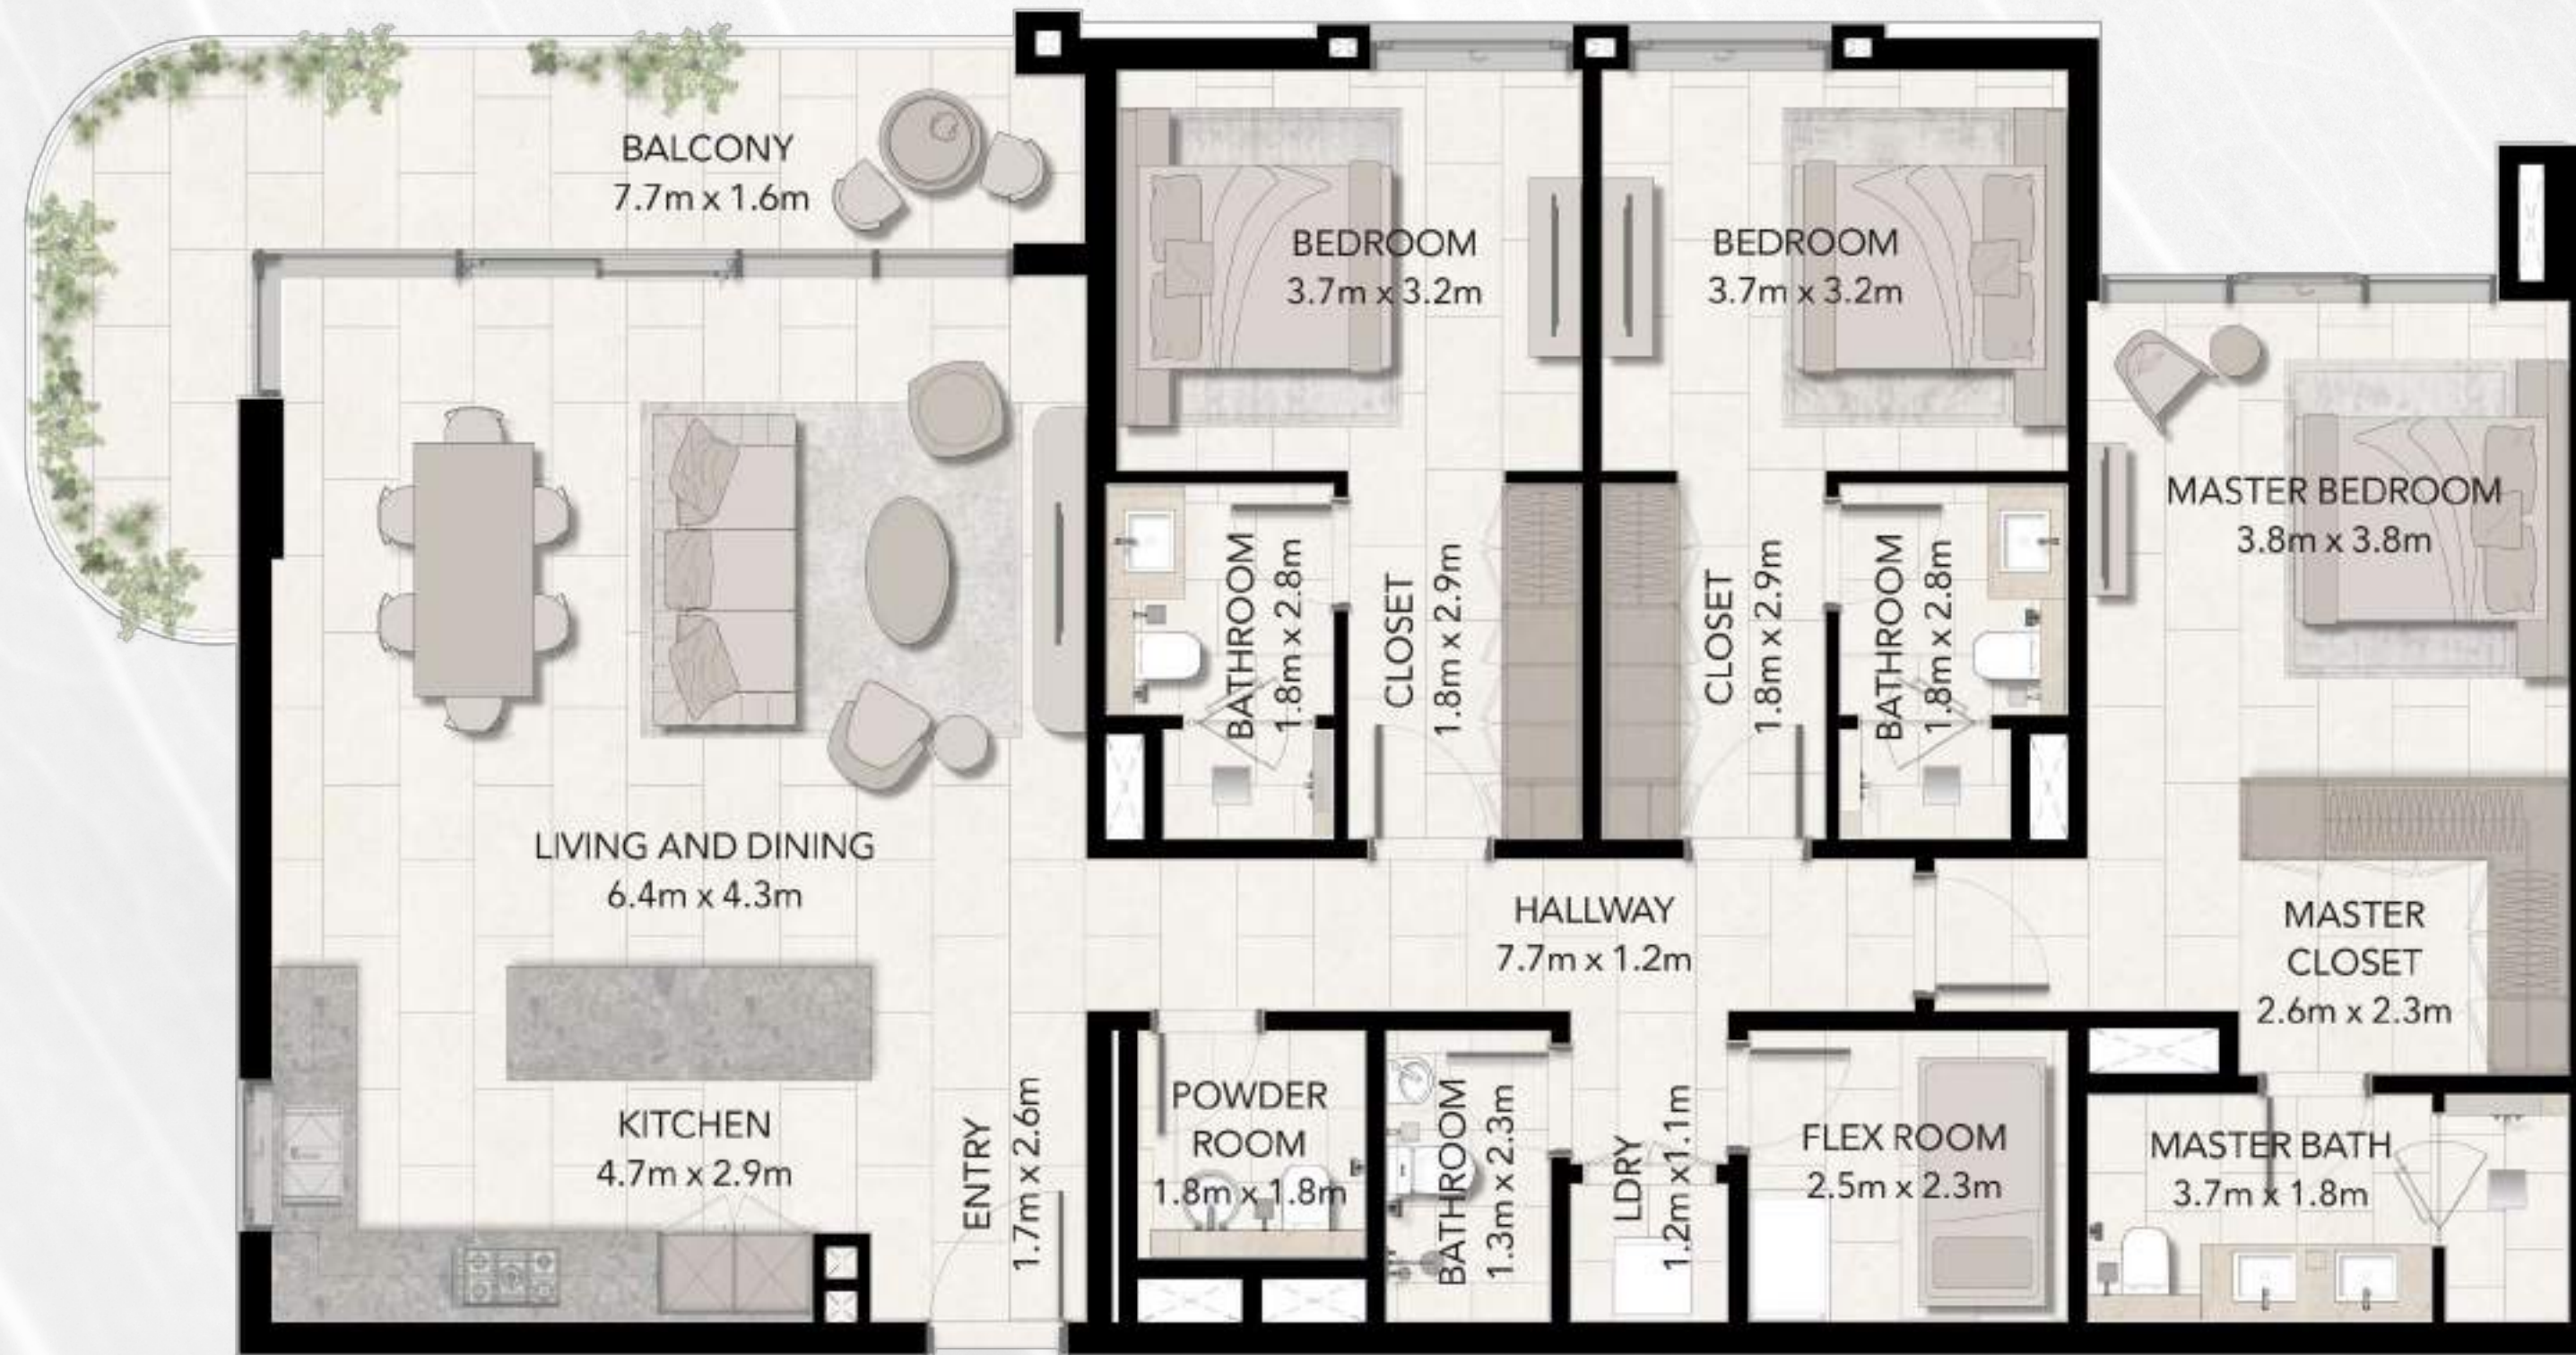 BALCONY
7.7m x 1.6m
BEDROOM
3.7m x 3.2m
BEDROOM
3.7m x 3.2m
MASTER BEDROOM
3.8m x 3.8m
BATHROOM
1.8m x 2.8m
CLOSET
1.8m x 2.9m
CLOSET
1.8m x 2.9m
BATHROOM
1.8m x 2.8m
LIVING AND DINING
6.4m x 4.3m
HALLWAY
7.7m x 1.2m
MASTER
CLOSET
2.6m x 2.3m
KITCHEN
4.7m x 2.9m
ENTRY
1.7m x 2.6m
POWDER
ROOM
1.8m x 1.8m
BATHROOM
1.3m x 2.3m
LDRY
1.2m x1.1m
FLEX ROOM
2.5m x 2.3m
MASTER BATH
3.7m x 1.8m